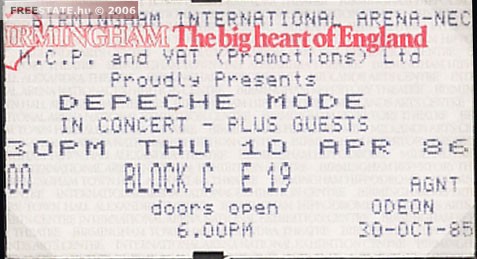 FREESTATE.hu © 2006
BIRMINGHAM INTERNATIONAL ARENA-NEC
BIRMINGHAM The big heart of England
M.C.P. and VAT (Promotions) Ltd
Proudly Presents
DEPECHE MODE
IN CONCERT - PLUS GUESTS
30PM THU 10 APR 86
00 BLOCK C E 19
AGNT
doors open ODEON
6.00PM 30-OCT-85